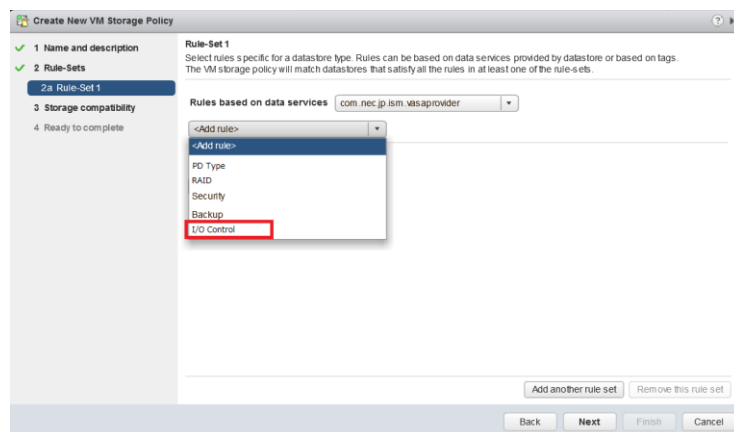 Create New VM Storage Policy
?
1 Name and description
2 Rule-Sets
2a Rule-Set 1
3 Storage compatibility
4 Ready to complete
Rule-Set 1
Select rules specific for a datastore type. Rules can be based on data services provided by datastore or based on tags.
The VM storage policy will match datastores that satisfy all the rules in at least one of the rule-sets.
Rules based on data services com.nec.jp.ism.vasaprovider
<Add rule>
<Add rule>
PD Type
RAID
Security
Backup
I/O Control
Add another rule set Remove this rule set
Back Next Finish Cancel